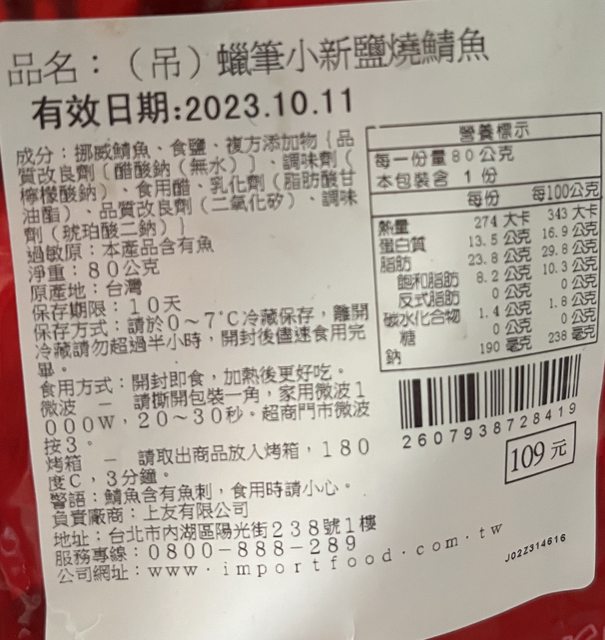 品名：（吊）蠟筆小新鹽燒鯖魚
有效日期:2023.10.11
成分：挪威鯖魚、食鹽、複方添加物｛品
質改良劑〔醋酸鈉（無水）〕、調味劑（
檸檬酸鈉）、食用醋、乳化劑（脂肪酸甘
油酯）、品質改良劑（二氧化矽）、調味
劑（琥珀酸二鈉）｝
過敏原：本產品含有魚
淨重：８０公克
原產地：台灣
保存期限：１０天
保存方式：請於０～７℃冷藏保存，離開
冷藏請勿超過半小時，開封後儘速食用完
畢。
食用方式：開封即食，加熱後更好吃。
微波 － 請撕開包裝一角，家用微波１
０００Ｗ，２０～３０秒。超商門市微波
按３。
烤箱 － 請取出商品放入烤箱，１８０
度Ｃ，３分鐘。
警語：鯖魚含有魚刺，食用時請小心。
負責廠商：上友有限公司
地址：台北市內湖區陽光街２３８號１樓
服務專線：０８００－８８８－２８９
公司網址：ｗｗｗ．ｉｍｐｏｒｔｆｏｏｄ．ｃｏｍ．ｔｗ
營養標示
每一份量８０公克
本包裝含 １ 份
每份 每100公克
熱量 274 大卡 343 大卡
蛋白質 13.5 公克 16.9 公克
脂肪 23.8 公克 29.8 公克
飽和脂肪 8.2 公克 10.3 公克
反式脂肪 0 公克 0 公克
碳水化合物 1.4 公克 1.8 公克
糖 0 公克 0 公克
鈉 190 毫克 238 毫克
2607938728419
109元
J022314616